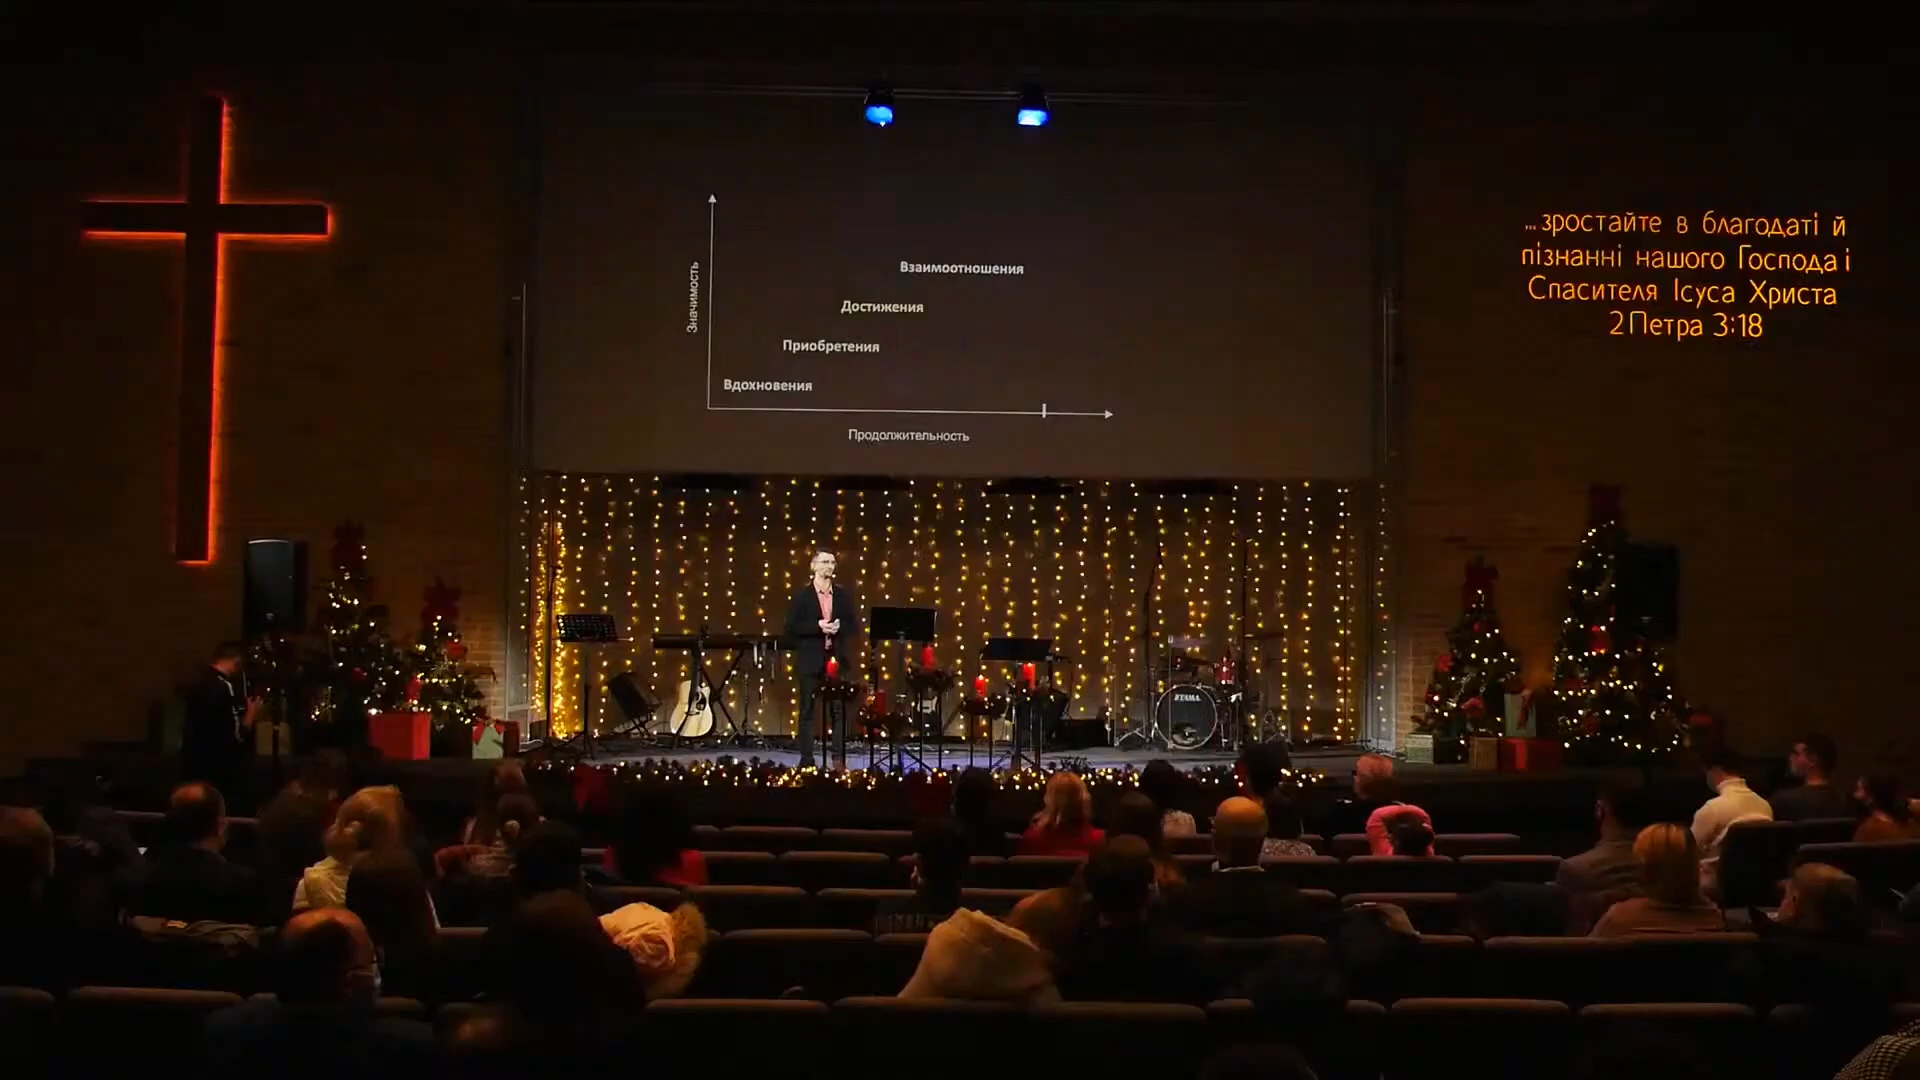 Значимость
Взаимоотношения
Достижения
Приобретения
Вдохновения
Продолжительность
...зростайте в благодаті й
пізнанні нашого Господа і
Спасителя Ісуса Христа
2 Петра 3:18
TAMA